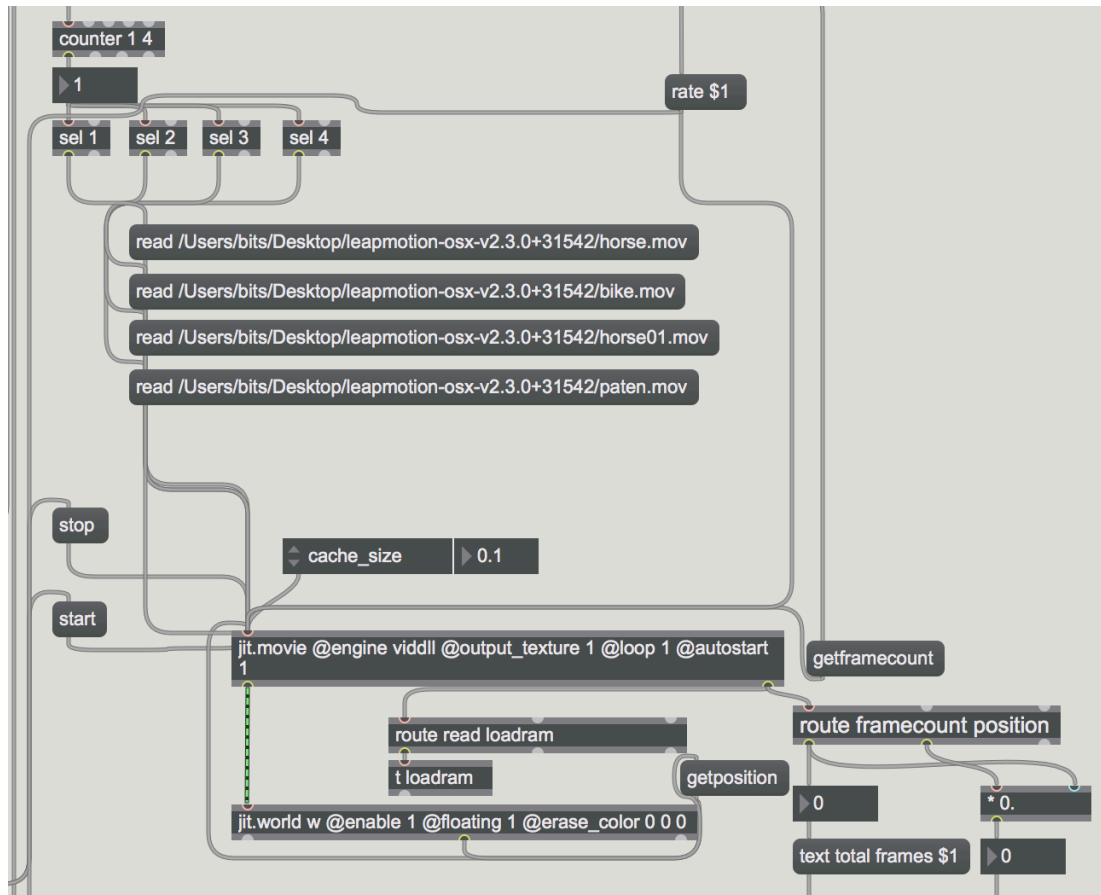 counter 1 4
1
rate $1
sel 1
sel 2
sel 3
sel 4
read /Users/bits/Desktop/leapmotion-osx-v2.3.0+31542/horse.mov
read /Users/bits/Desktop/leapmotion-osx-v2.3.0+31542/bike.mov
read /Users/bits/Desktop/leapmotion-osx-v2.3.0+31542/horse01.mov
read /Users/bits/Desktop/leapmotion-osx-v2.3.0+31542/paten.mov
stop
cache_size
0.1
start
jit.movie @engine viddll @output_texture 1 @loop 1 @autostart
1
getframecount
route read loadram
route framecount position
t loadram
getposition
0
* 0.
jit.world w @enable 1 @floating 1 @erase_color 0 0 0
text total frames $1
0